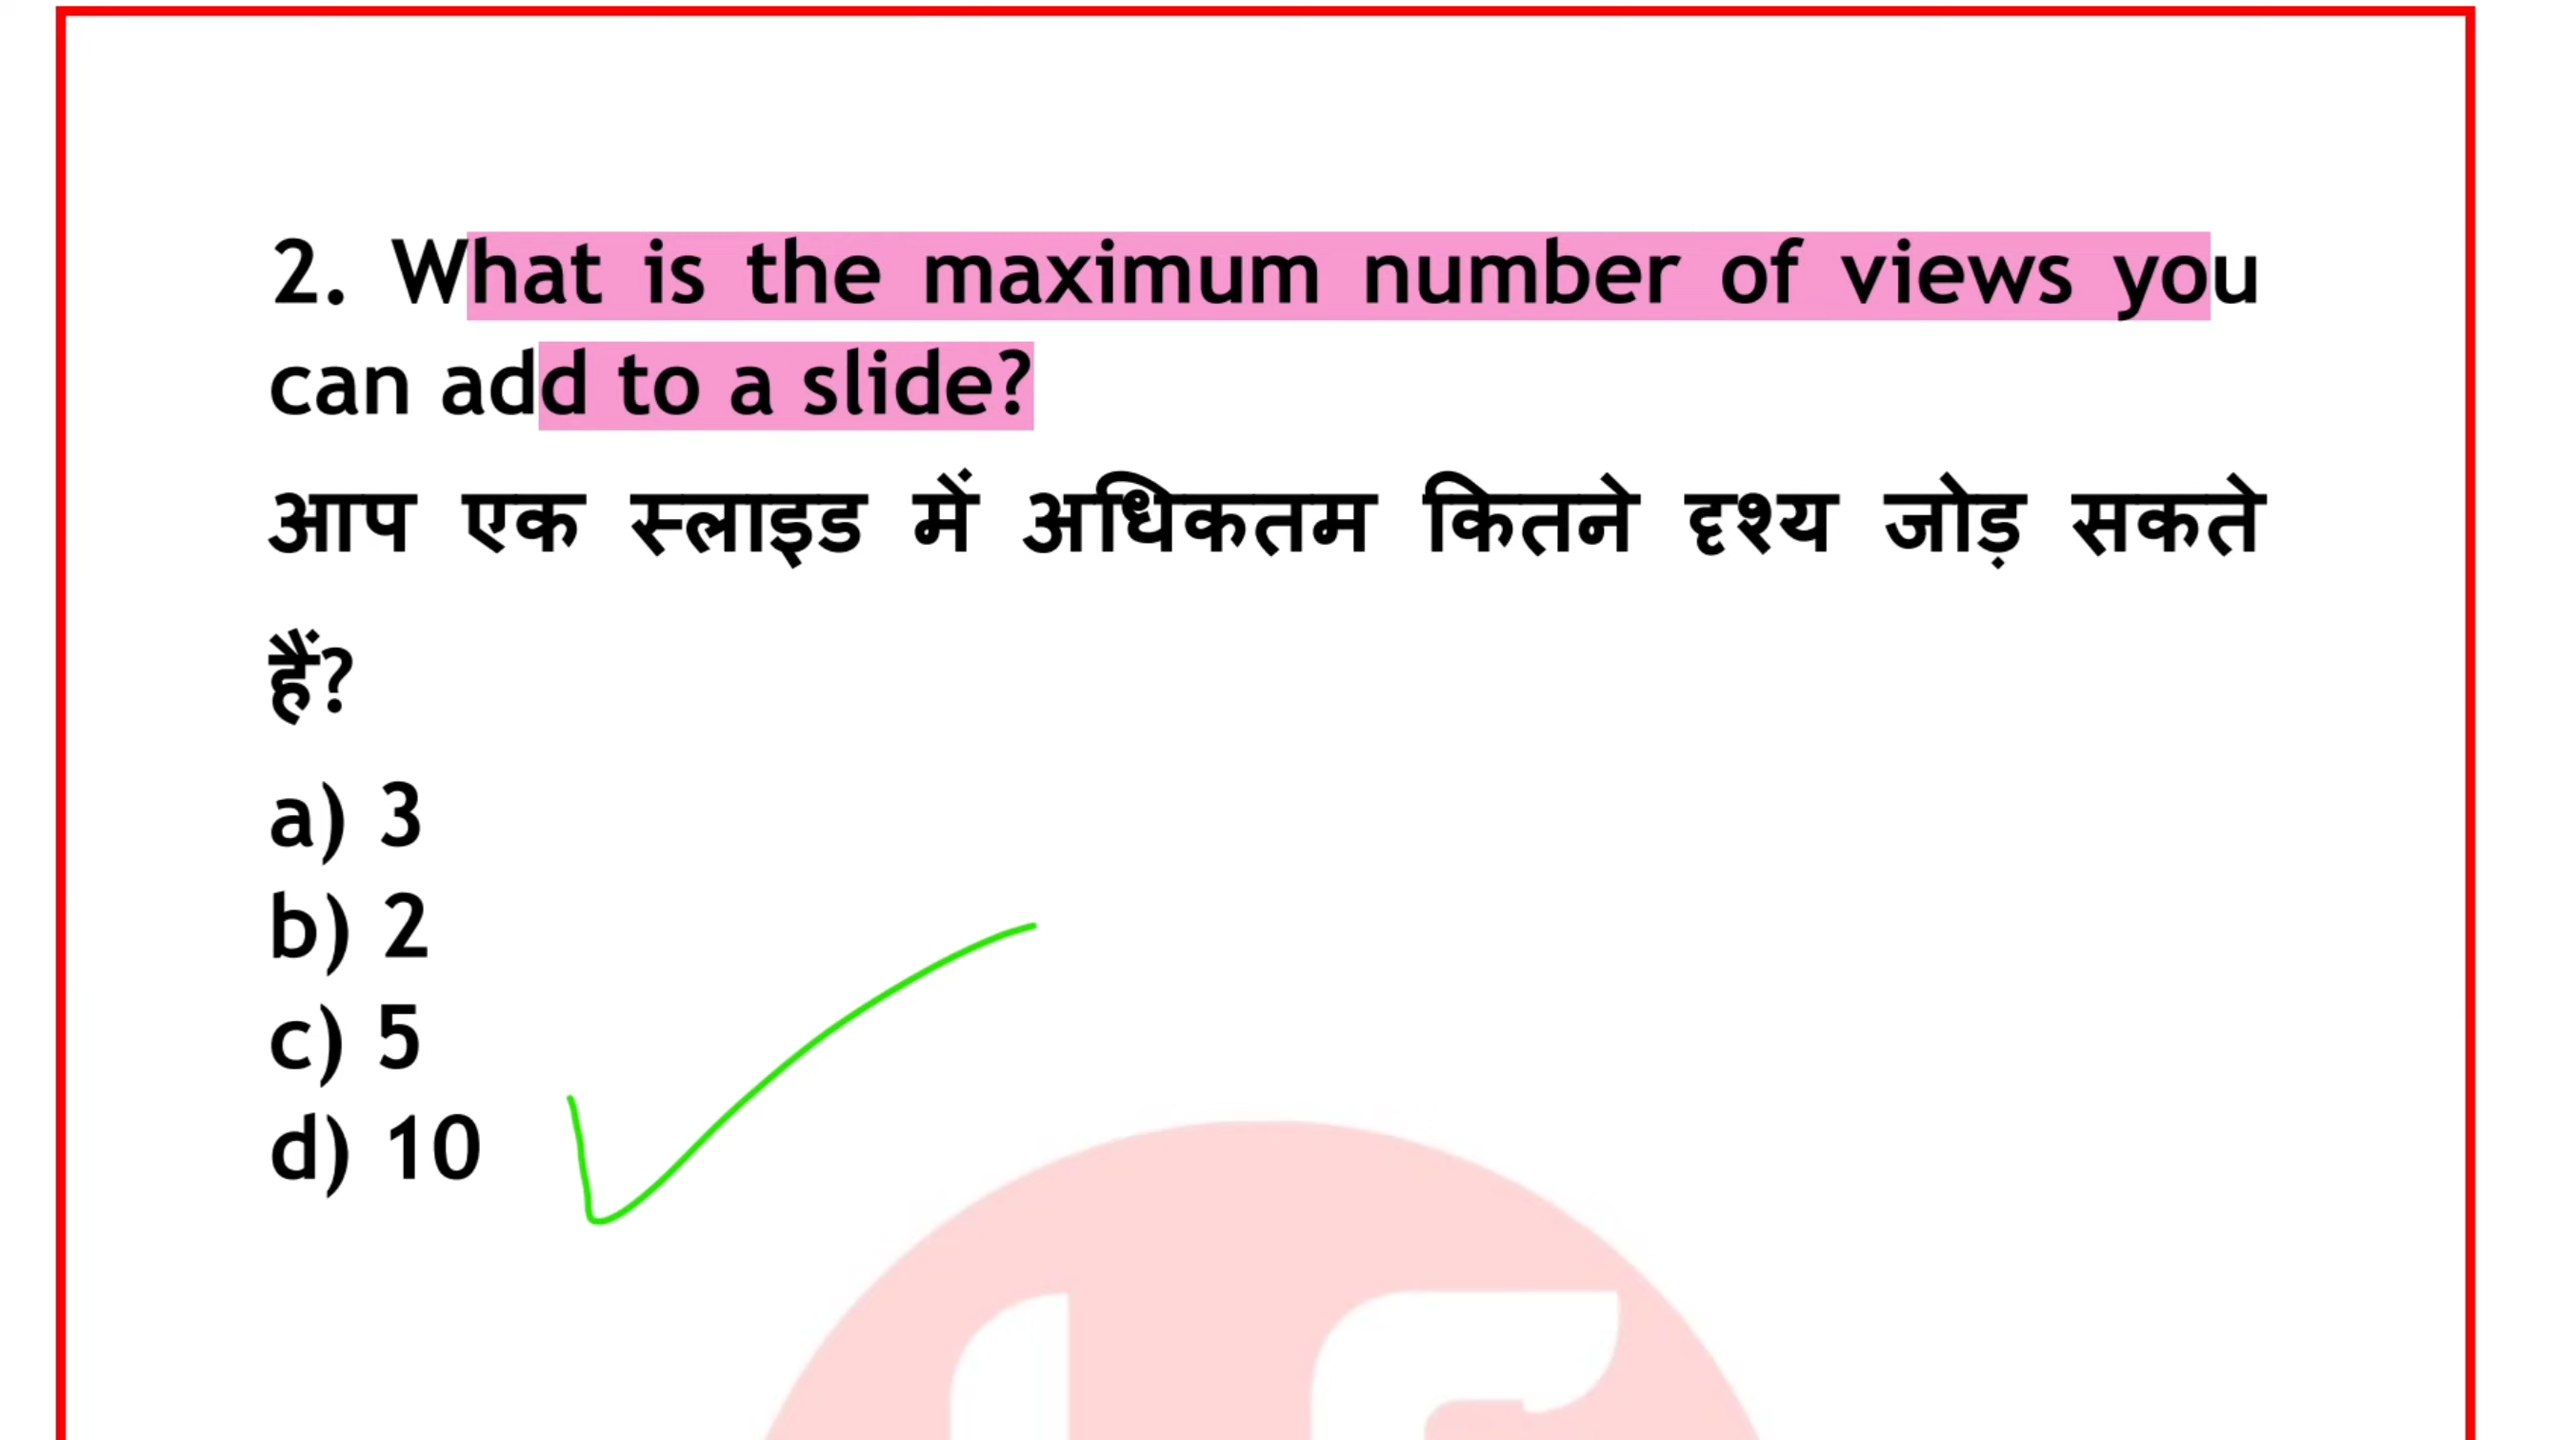 2. What is the maximum number of views you
can add to a slide?
आप एक स्लाइड में अधिकतम कितने दृश्य जोड़ सकते
हैं?
a) 3
b) 2
c) 5
d) 10